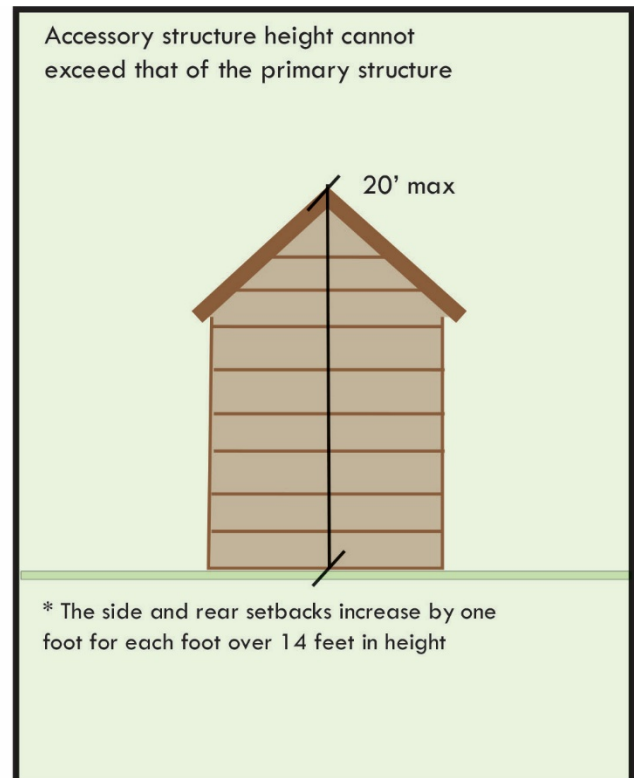 Accessory structure height cannot
exceed that of the primary structure
20’ max
* The side and rear setbacks increase by one
foot for each foot over 14 feet in height